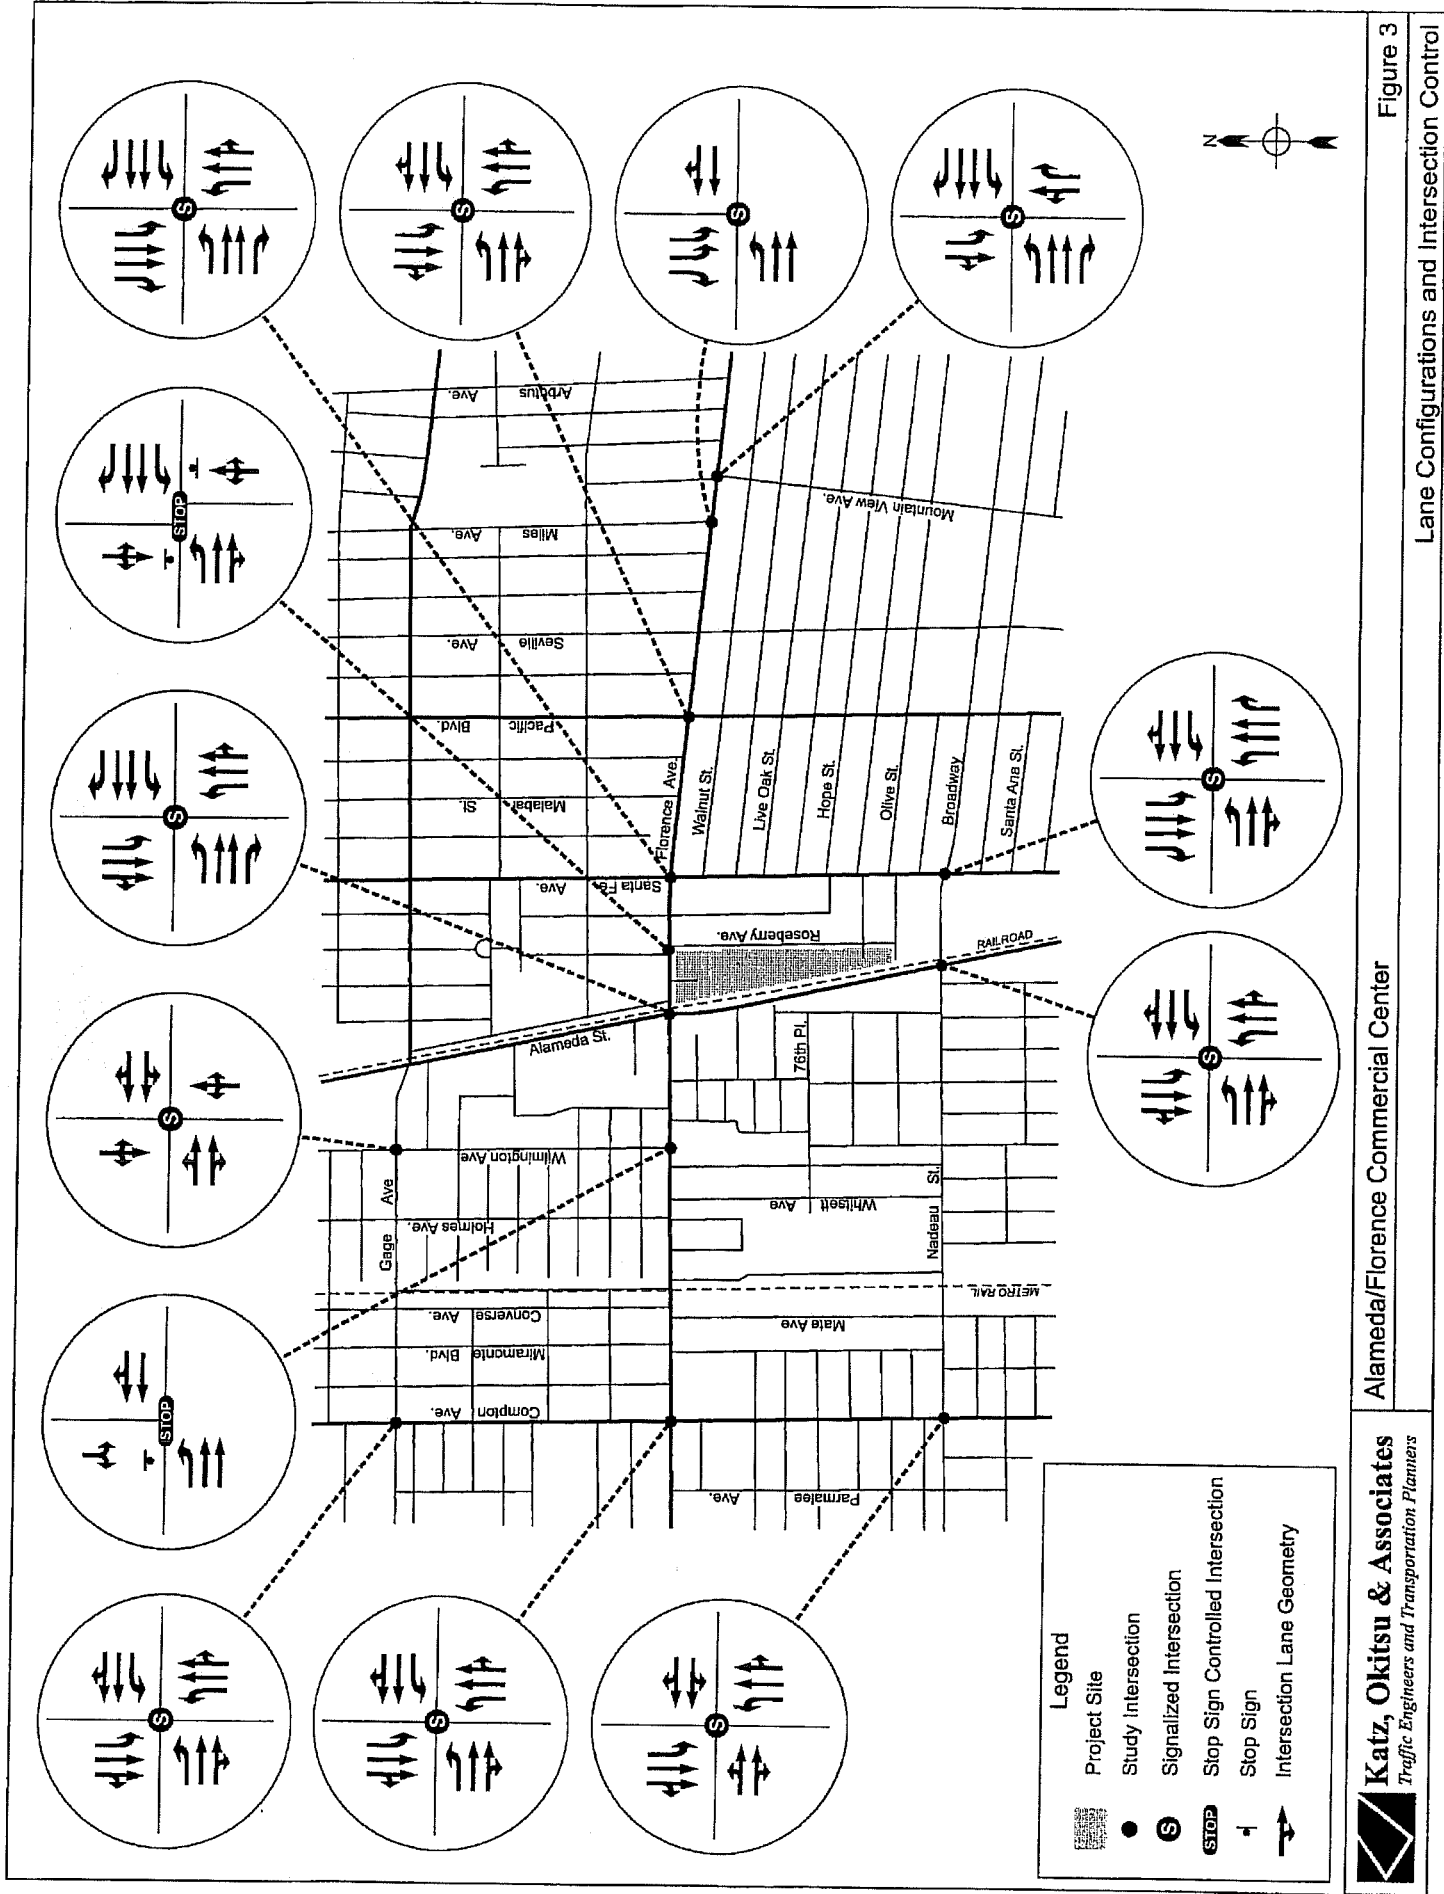 Figure 3
Lane Configurations and Intersection Control
Alameda/Florence Commercial Center
Katz, Okitsu & Associates
Traffic Engineers and Transportation Planners
Legend
Project Site
Study Intersection
S
Signalized Intersection
STOP
Stop Sign Controlled Intersection
Stop Sign
Intersection Lane Geometry
N
S
S
S
S
STOP
S
S
STOP
S
S
S
S
S
Gage Ave
Florence Ave.
Nadeau St.
Broadway
Walnut St.
Live Oak St.
Hope St.
Olive St.
Santa Ana St.
76th Pl.
Alameda St.
RAILROAD
METRO RAIL
Parmalee Ave.
Compton Ave.
Miramonte Blvd.
Converse Ave.
Mate Ave
Holmes Ave.
Whitsett Ave
Wilmington Ave
Roseberry Ave.
Santa Fe Ave.
Malabar St.
Pacific Blvd.
Seville Ave.
Miles Ave.
Mountain View Ave.
Arbutus Ave.